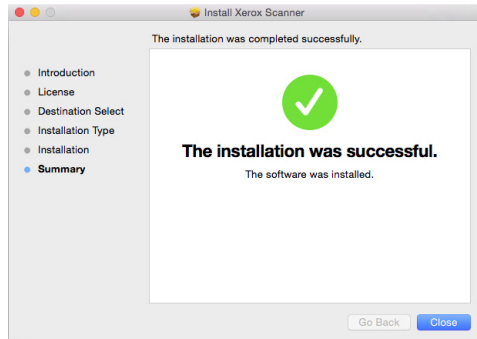 Install Xerox Scanner
The installation was completed successfully.
Introduction
License
Destination Select
Installation Type
Installation
Summary
The installation was successful.
The software was installed.
Go Back
Close